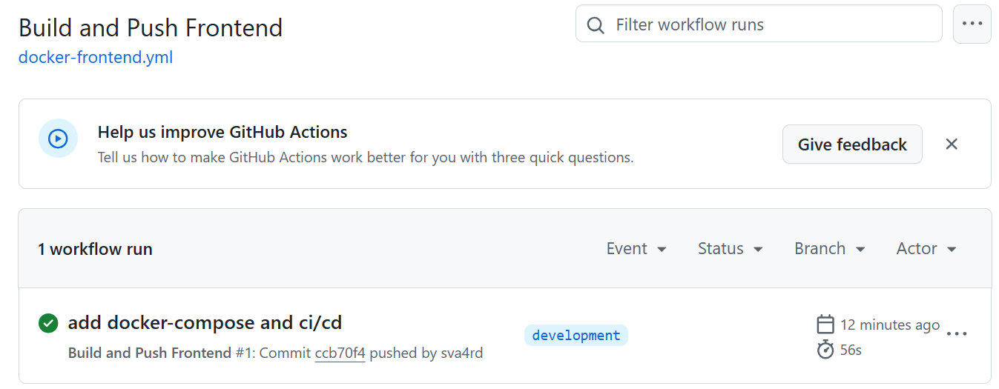 Build and Push Frontend
Filter workflow runs
docker-frontend.yml
Help us improve GitHub Actions
Tell us how to make GitHub Actions work better for you with three quick questions.
Give feedback
1 workflow run
Event
Status
Branch
Actor
add docker-compose and ci/cd
development
12 minutes ago
Build and Push Frontend #1: Commit ccb70f4 pushed by sva4rd
56s